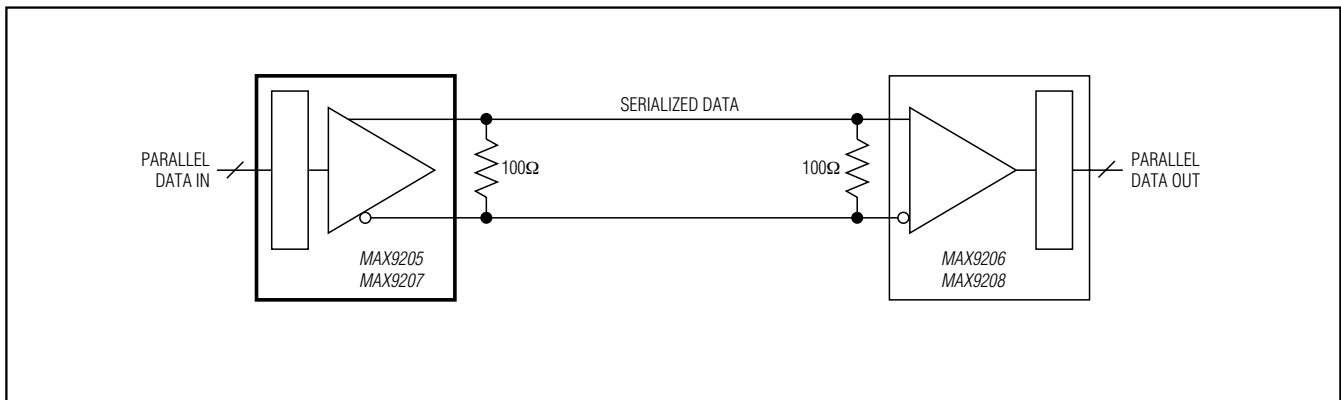 SERIALIZED DATA
PARALLEL
DATA IN
100Ω
100Ω
PARALLEL
DATA OUT
MAX9205
MAX9207
MAX9206
MAX9208